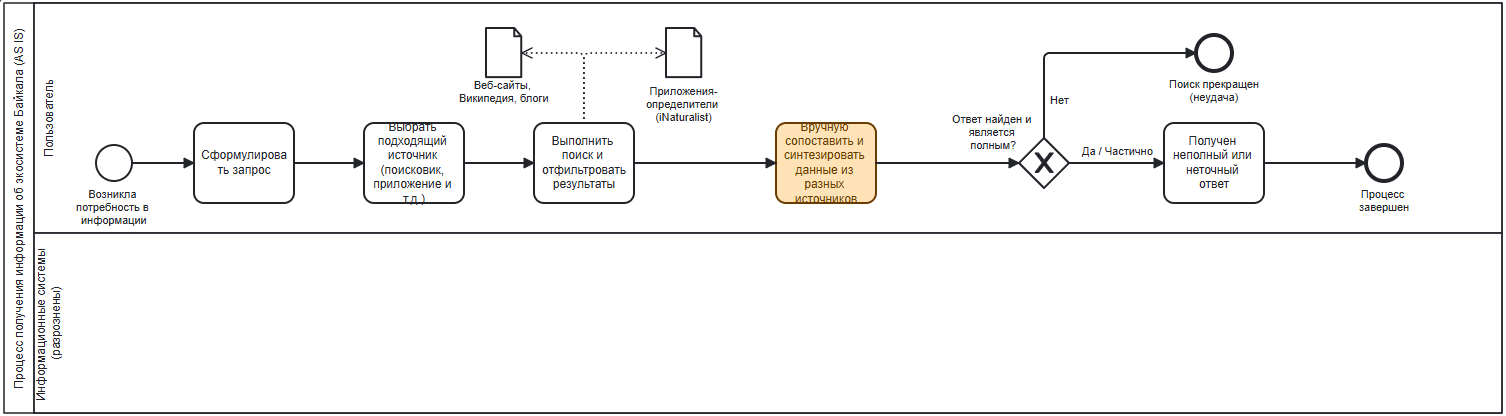 Процесс получения информации об экосистеме Байкала (AS IS)
Пользователь
Возникла
потребность в
информации
Сформулирова
ть запрос
Выбрать
подходящий
источник
(поисковик,
приложение и
т.д.)
Веб-сайты,
Википедия, блоги
Приложения-
определители
(iNaturalist)
Выполнить
поиск и
отфильтровать
результаты
Вручную
сопоставить и
синтезировать
данные из
разных
источников
Ответ найден и
является
полным?
Нет
Поиск прекращен
(неудача)
Да / Частично
Получен
неполный или
неточный
ответ
Процесс
завершен
Информационные системы
(разрознены)